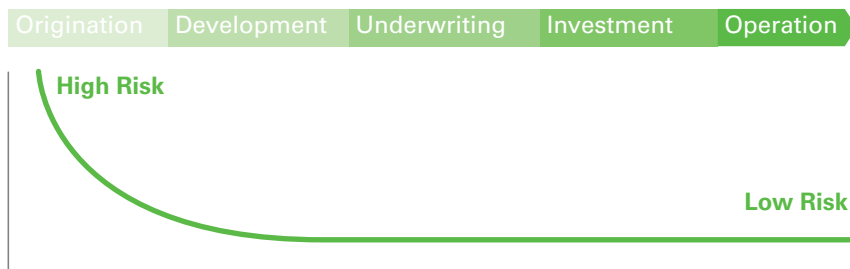 Origination Development Underwriting Investment Operation
High Risk
Low Risk